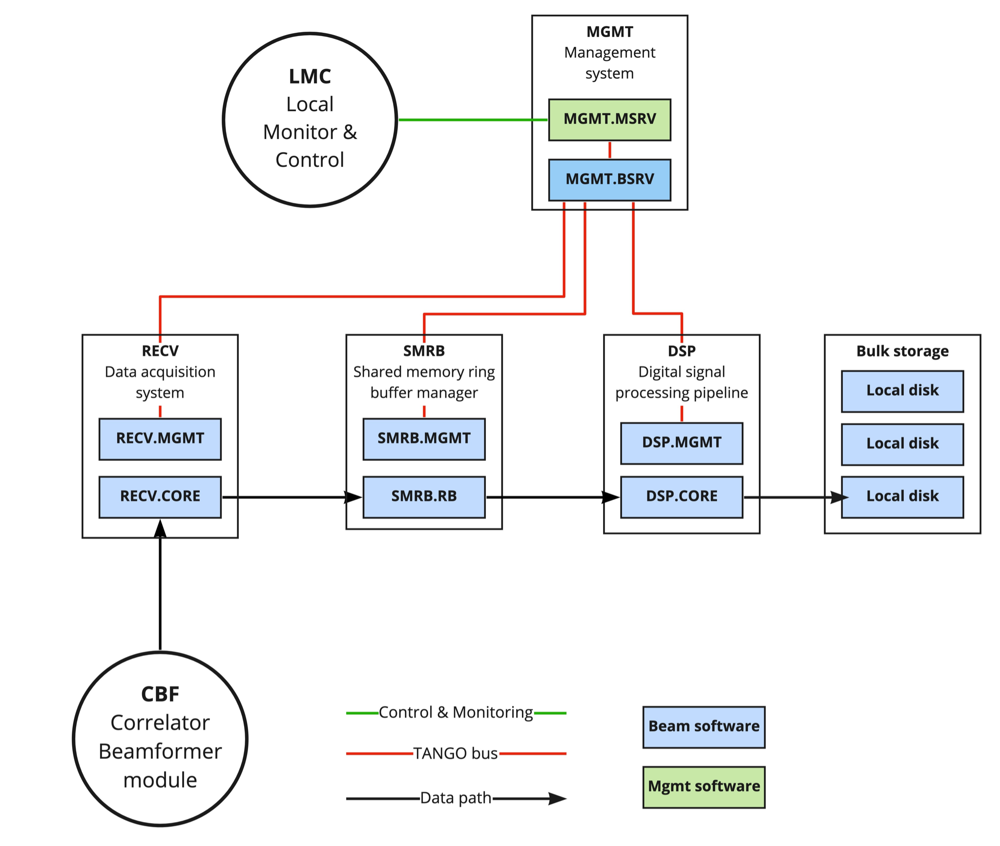 MGMT
Management
system
LMC
Local
Monitor &
Control
MGMT.MSRV
MGMT.BSRV
RECV
Data acquisition
system
RECV.MGMT
RECV.CORE
SMRB
Shared memory ring
buffer manager
SMRB.MGMT
SMRB.RB
DSP
Digital signal
processing pipeline
DSP.MGMT
DSP.CORE
Bulk storage
Local disk
Local disk
Local disk
CBF
Correlator
Beamformer
module
Control & Monitoring
TANGO bus
Data path
Beam software
Mgmt software